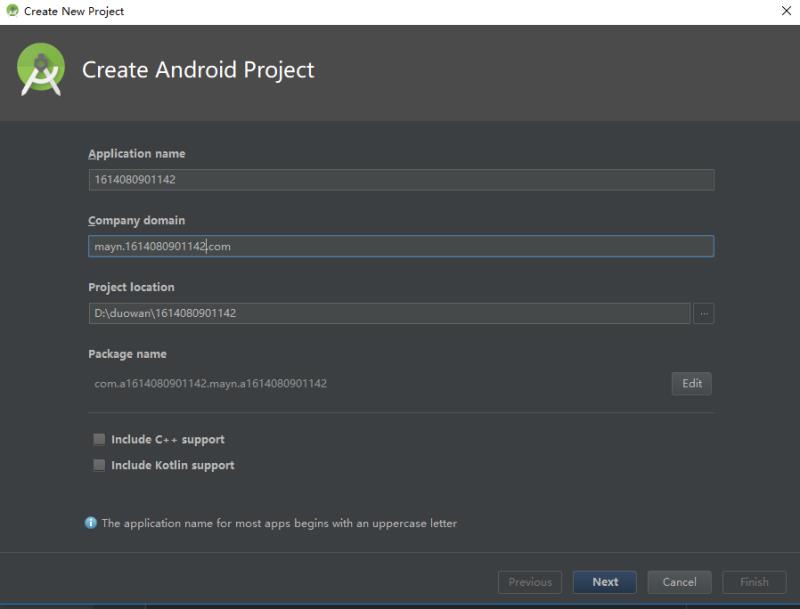 Create New Project
Create Android Project
Application name
1614080901142
Company domain
mayn.1614080901142.com
Project location
D:\duowan\1614080901142
...
Package name
com.a1614080901142.mayn.a1614080901142
Edit
Include C++ support
Include Kotlin support
The application name for most apps begins with an uppercase letter
Previous
Next
Cancel
Finish